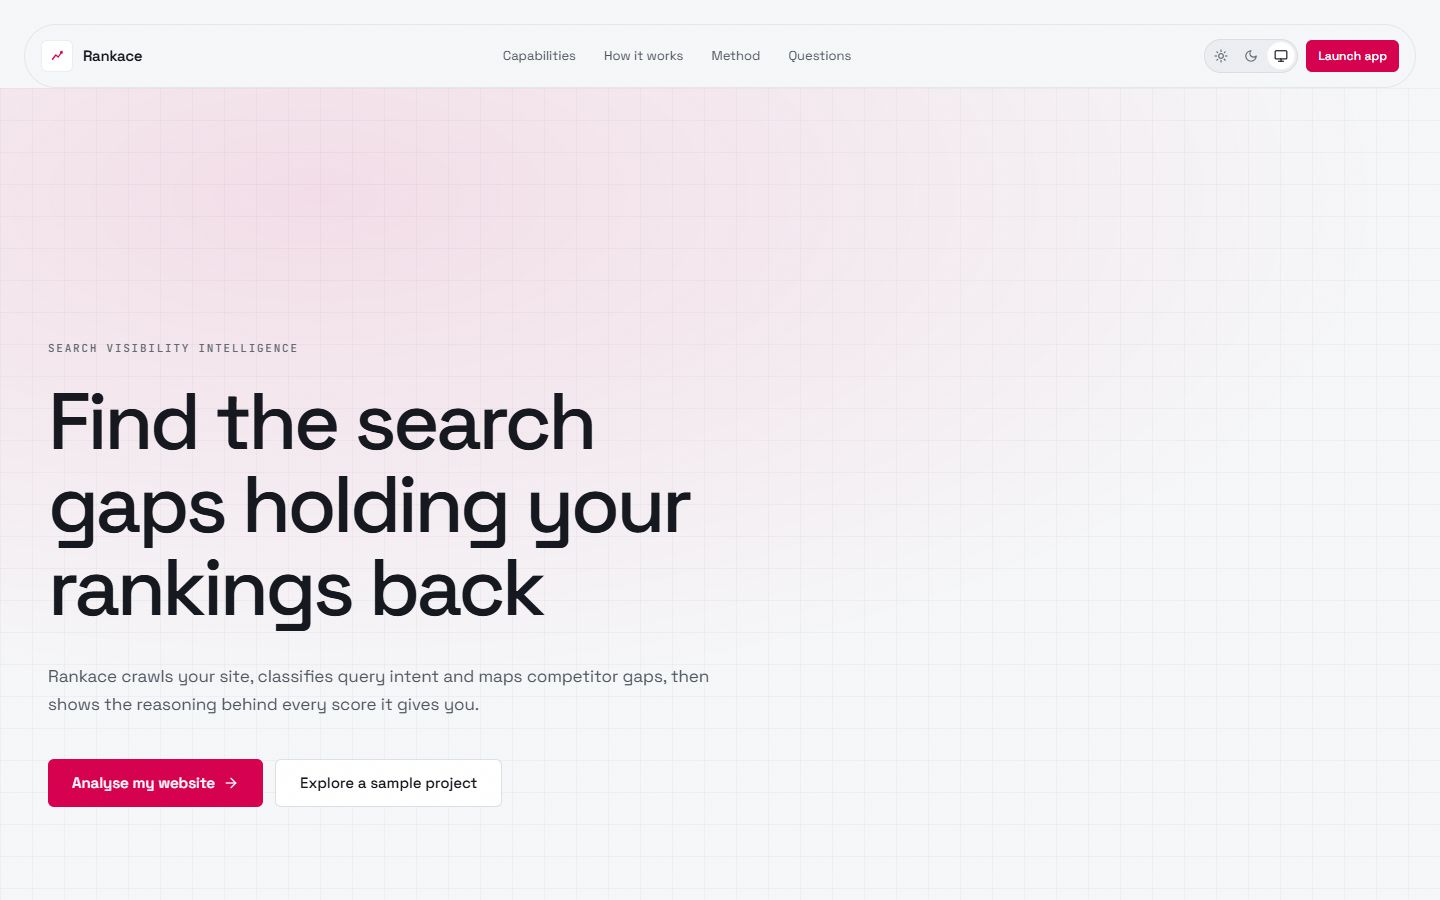 Rankace
Capabilities
How it works
Method
Questions
Launch app
SEARCH VISIBILITY INTELLIGENCE
Find the search
gaps holding your
rankings back
Rankace crawls your site, classifies query intent and maps competitor gaps, then
shows the reasoning behind every score it gives you.
Analyse my website
Explore a sample project